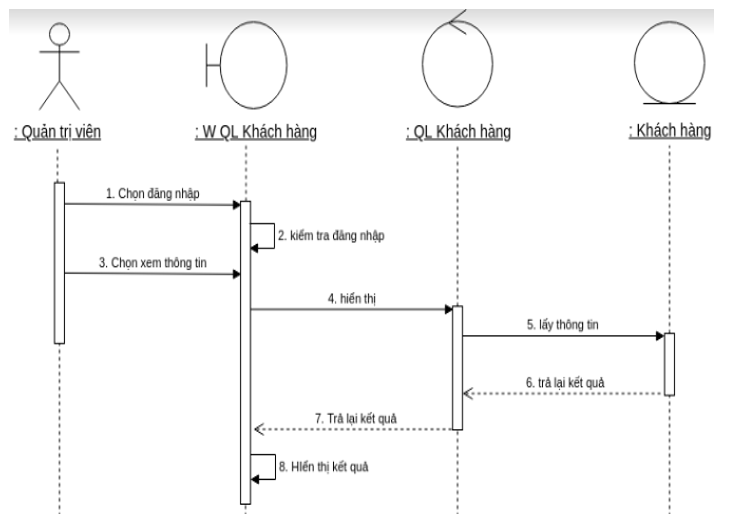 : Quản trị viên
: W QL Khách hàng
: QL Khách hàng
: Khách hàng
1. Chọn đăng nhập
2. kiểm tra đăng nhập
3. Chọn xem thông tin
4. hiển thị
5. lấy thông tin
6. trả lại kết quả
7. Trả lại kết quả
8. HIển thị kết quả